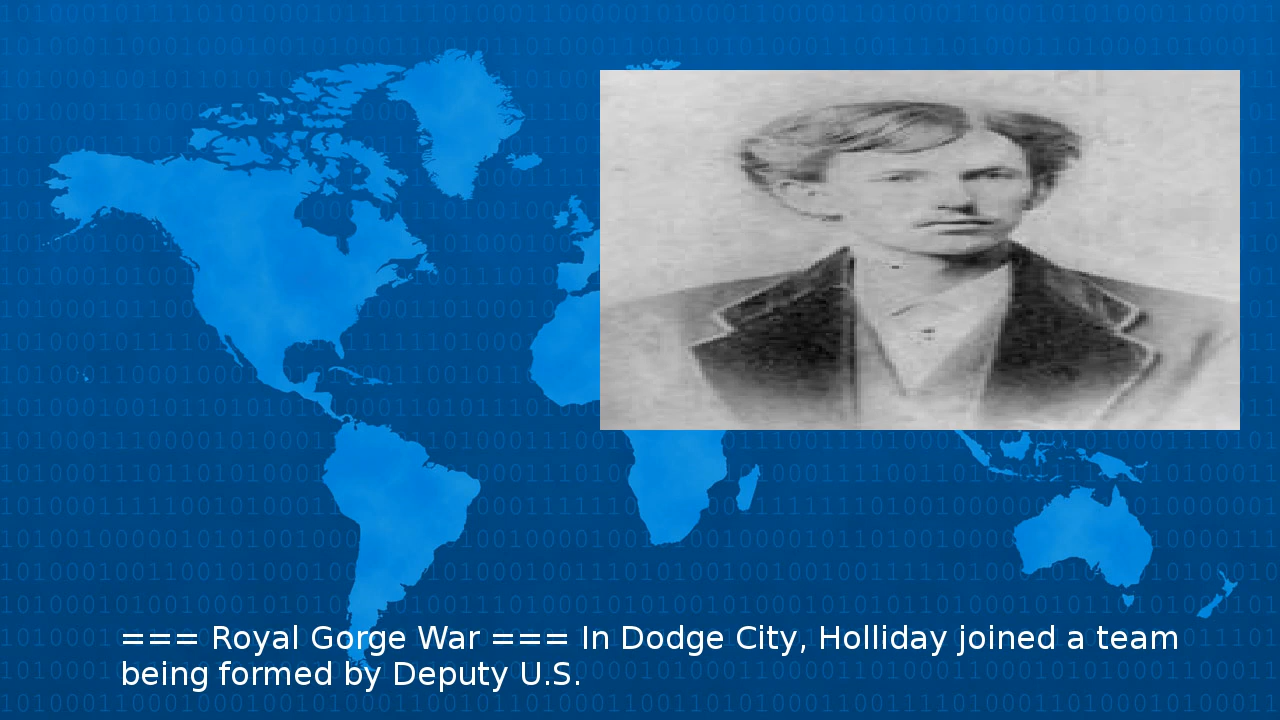 === Royal Gorge War === In Dodge City, Holliday joined a team
being formed by Deputy U.S.